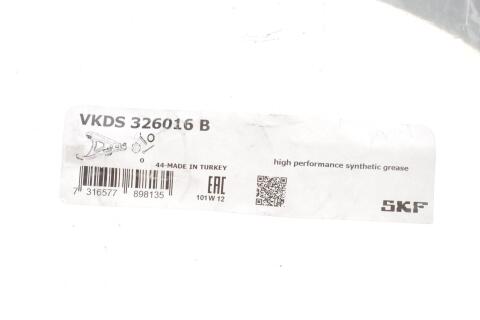 VKDS 326016 B
0
44-MADE IN TURKEY
high performance synthetic grease
7 316577 898135
EAC
101 W 12
SKF